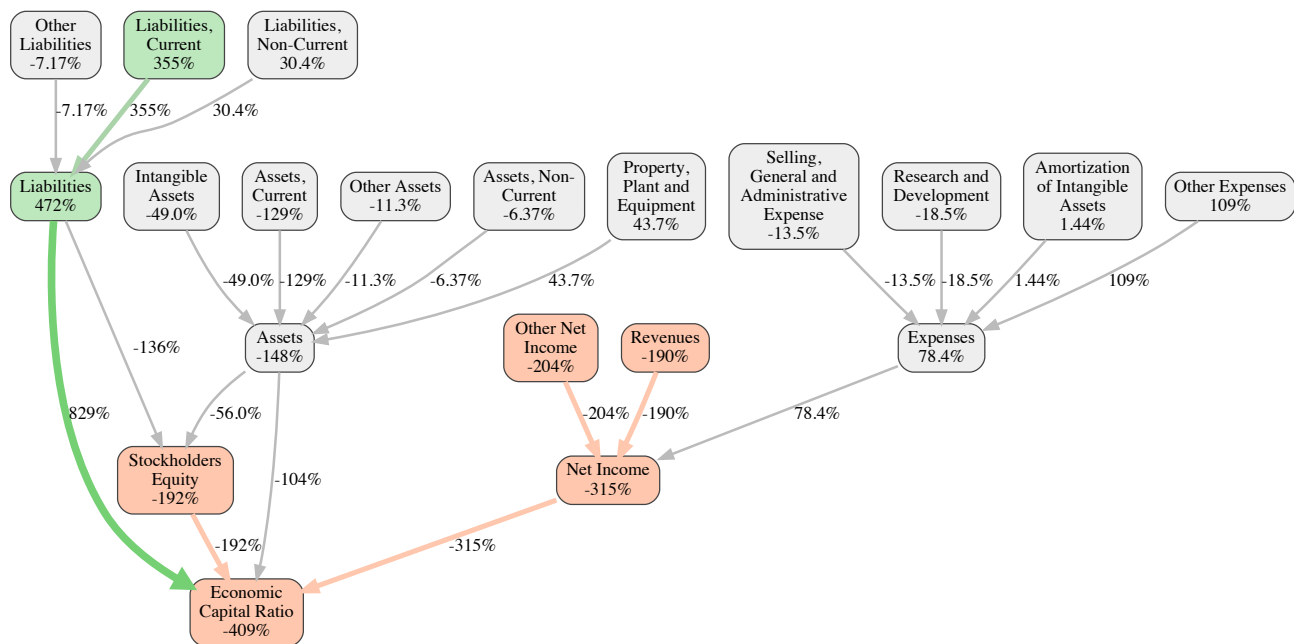 Other
Liabilities
-7.17%
Liabilities,
Current
355%
Liabilities,
Non-Current
30.4%
-7.17%
355%
30.4%
Liabilities
472%
Intangible
Assets
-49.0%
Assets,
Current
-129%
Other Assets
-11.3%
Assets, Non-
Current
-6.37%
Property,
Plant and
Equipment
43.7%
Selling,
General and
Administrative
Expense
-13.5%
Research and
Development
-18.5%
Amortization
of Intangible
Assets
1.44%
Other Expenses
109%
-49.0%
-129%
-11.3%
-6.37%
43.7%
-13.5%
-18.5%
1.44%
109%
Assets
-148%
Other Net
Income
-204%
Revenues
-190%
Expenses
78.4%
-136%
829%
-56.0%
-204%
-190%
78.4%
Stockholders
Equity
-192%
-104%
Net Income
-315%
-192%
-315%
Economic
Capital Ratio
-409%